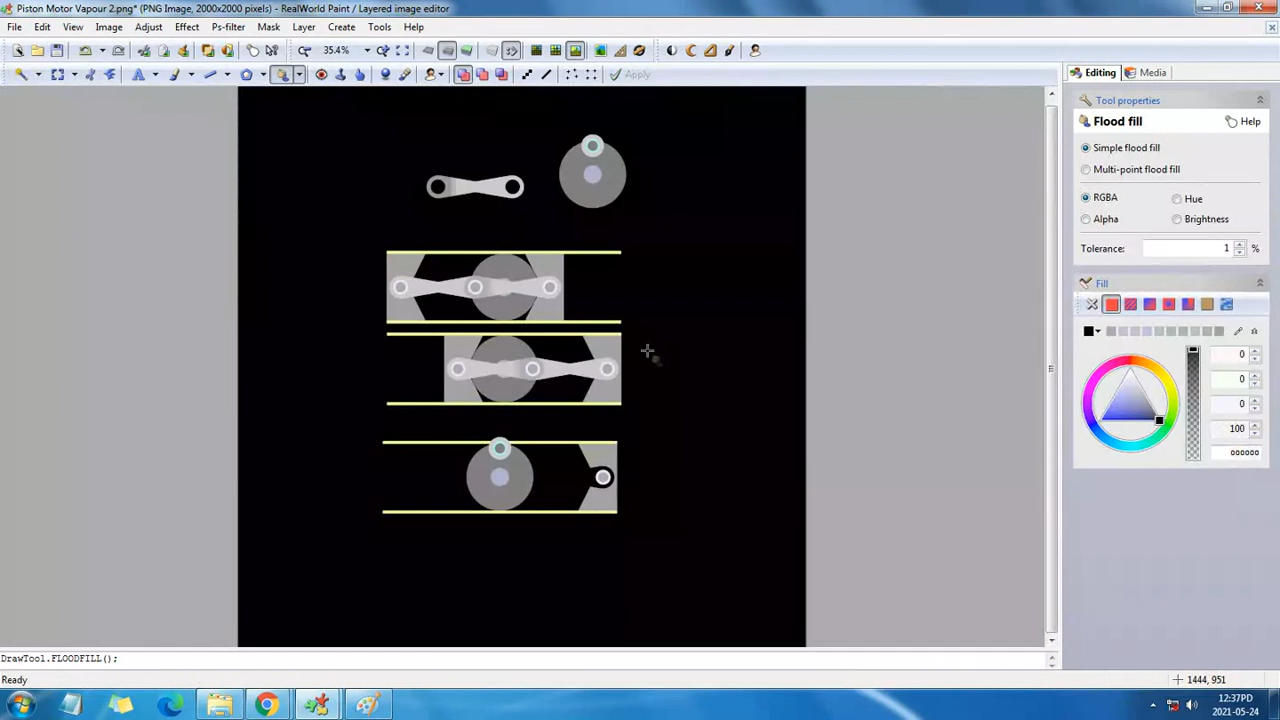 Piston Motor Vapour 2.png* (PNG Image, 2000x2000 pixels) - RealWorld Paint / Layered image editor
File Edit View Image Adjust Effect Ps-filter Mask Layer Create Tools Help
35.4%
Apply
Editing Media
Tool properties
Flood fill Help
Simple flood fill
Multi-point flood fill
RGBA Hue
Alpha Brightness
Tolerance: 1 %
Fill
0
0
0
100
000000
DrawTool.FLOODFILL();
Ready 1444, 951
12:37PD
2021-05-24